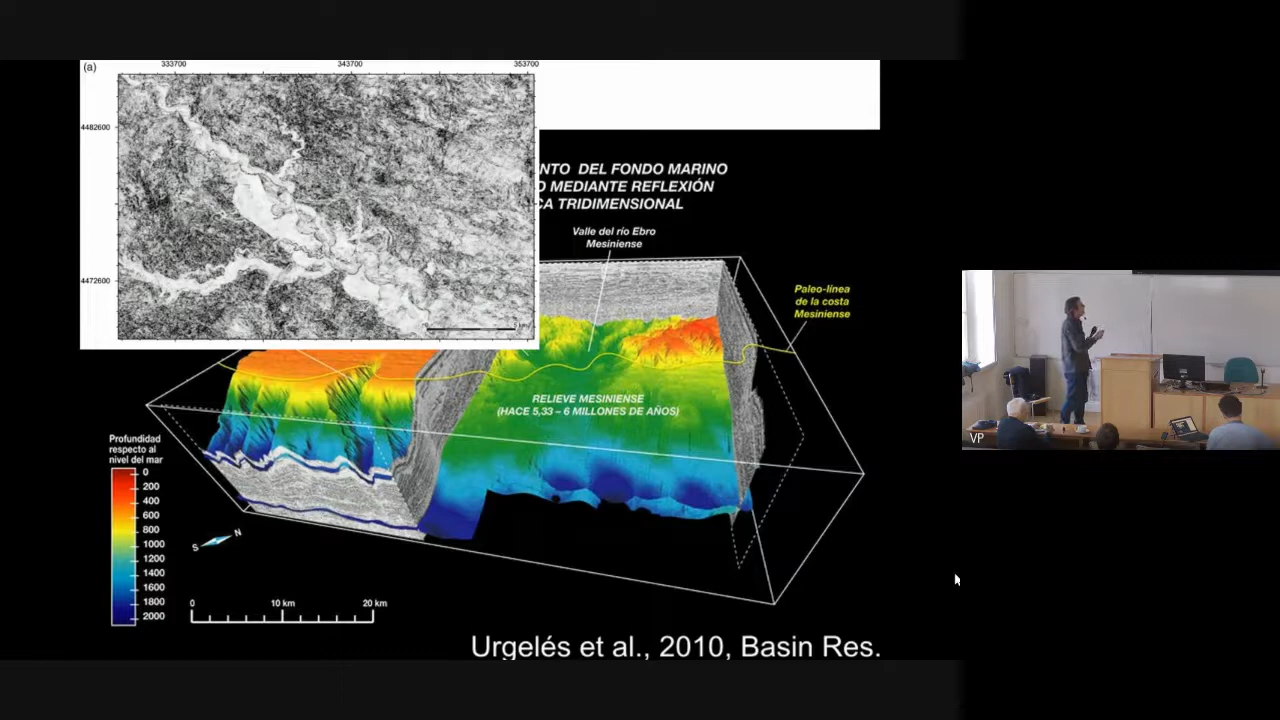 (a)
333700
343700
353700
4482600
4472600
0
5 km
NTO DEL FONDO MARINO
O MEDIANTE REFLEXIÓN
CA TRIDIMENSIONAL
Valle del río Ebro
Mesiniense
Paleo-línea
de la costa
Mesiniense
RELIEVE MESINIENSE
(HACE 5,33 – 6 MILLONES DE AÑOS)
Profundidad
respecto al
nivel del mar
0
200
400
600
800
1000
1200
1400
1600
1800
2000
S
N
0
10 km
20 km
Urgelés et al., 2010, Basin Res.
VP